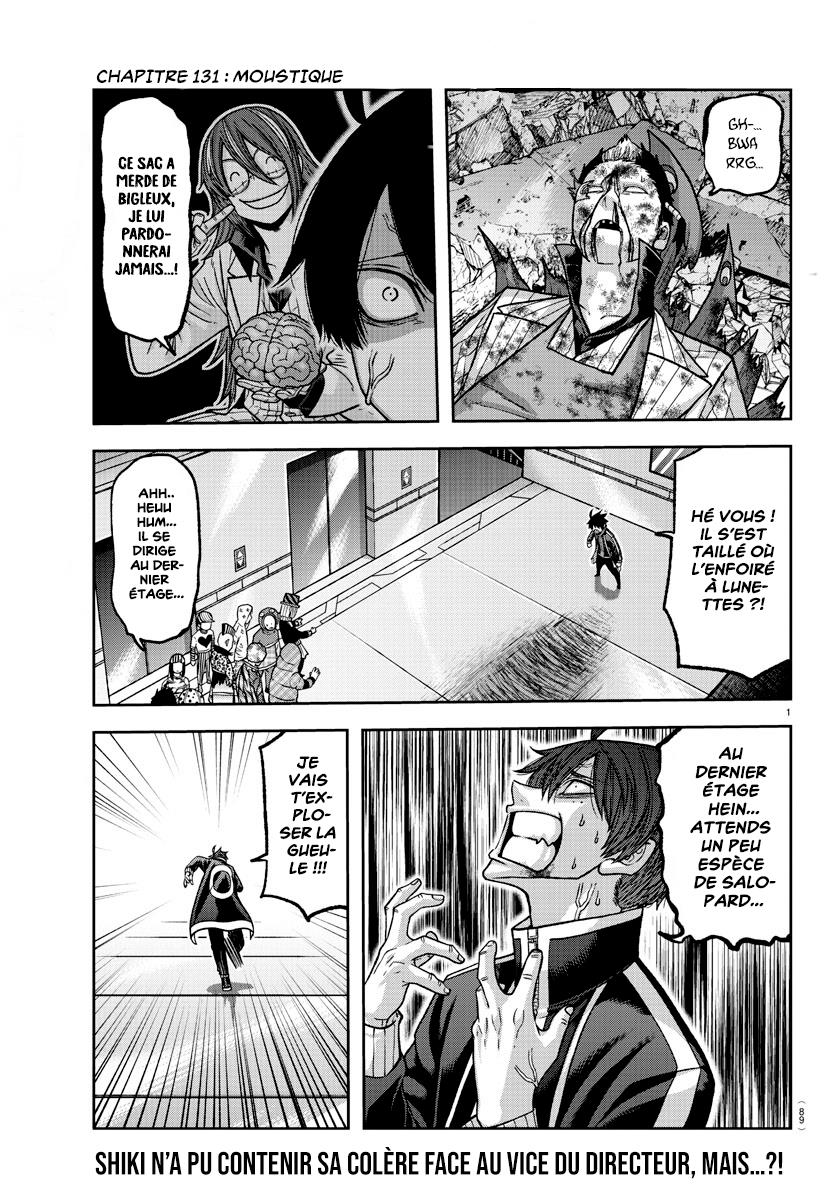 CHAPITRE 131 : MOUSTIQUE
GH-...
BWA
RRG...
CE SAC A
MERDE DE
BIGLEUX,
JE LUI
PARDO-
NNERAI
JAMAIS...!
HÉ VOUS !
IL S'EST
TAILLÉ OÙ
L'ENFOIRÉ
À LUNE-
TTES ?!
AHH..
HEUU
HUM...
IL SE
DIRIGE
AU DER-
NIER
ÉTAGE...
1
AU
DERNIER
ÉTAGE
HEIN...
ATTENDS
UN PEU
ESPÈCE
DE SALO-
PARD...
JE
VAIS
T'EX-
PLO-
SER LA
GUEU-
LE !!!
(89)
SHIKI N'A PU CONTENIR SA COLÈRE FACE AU VICE DU DIRECTEUR, MAIS...?!